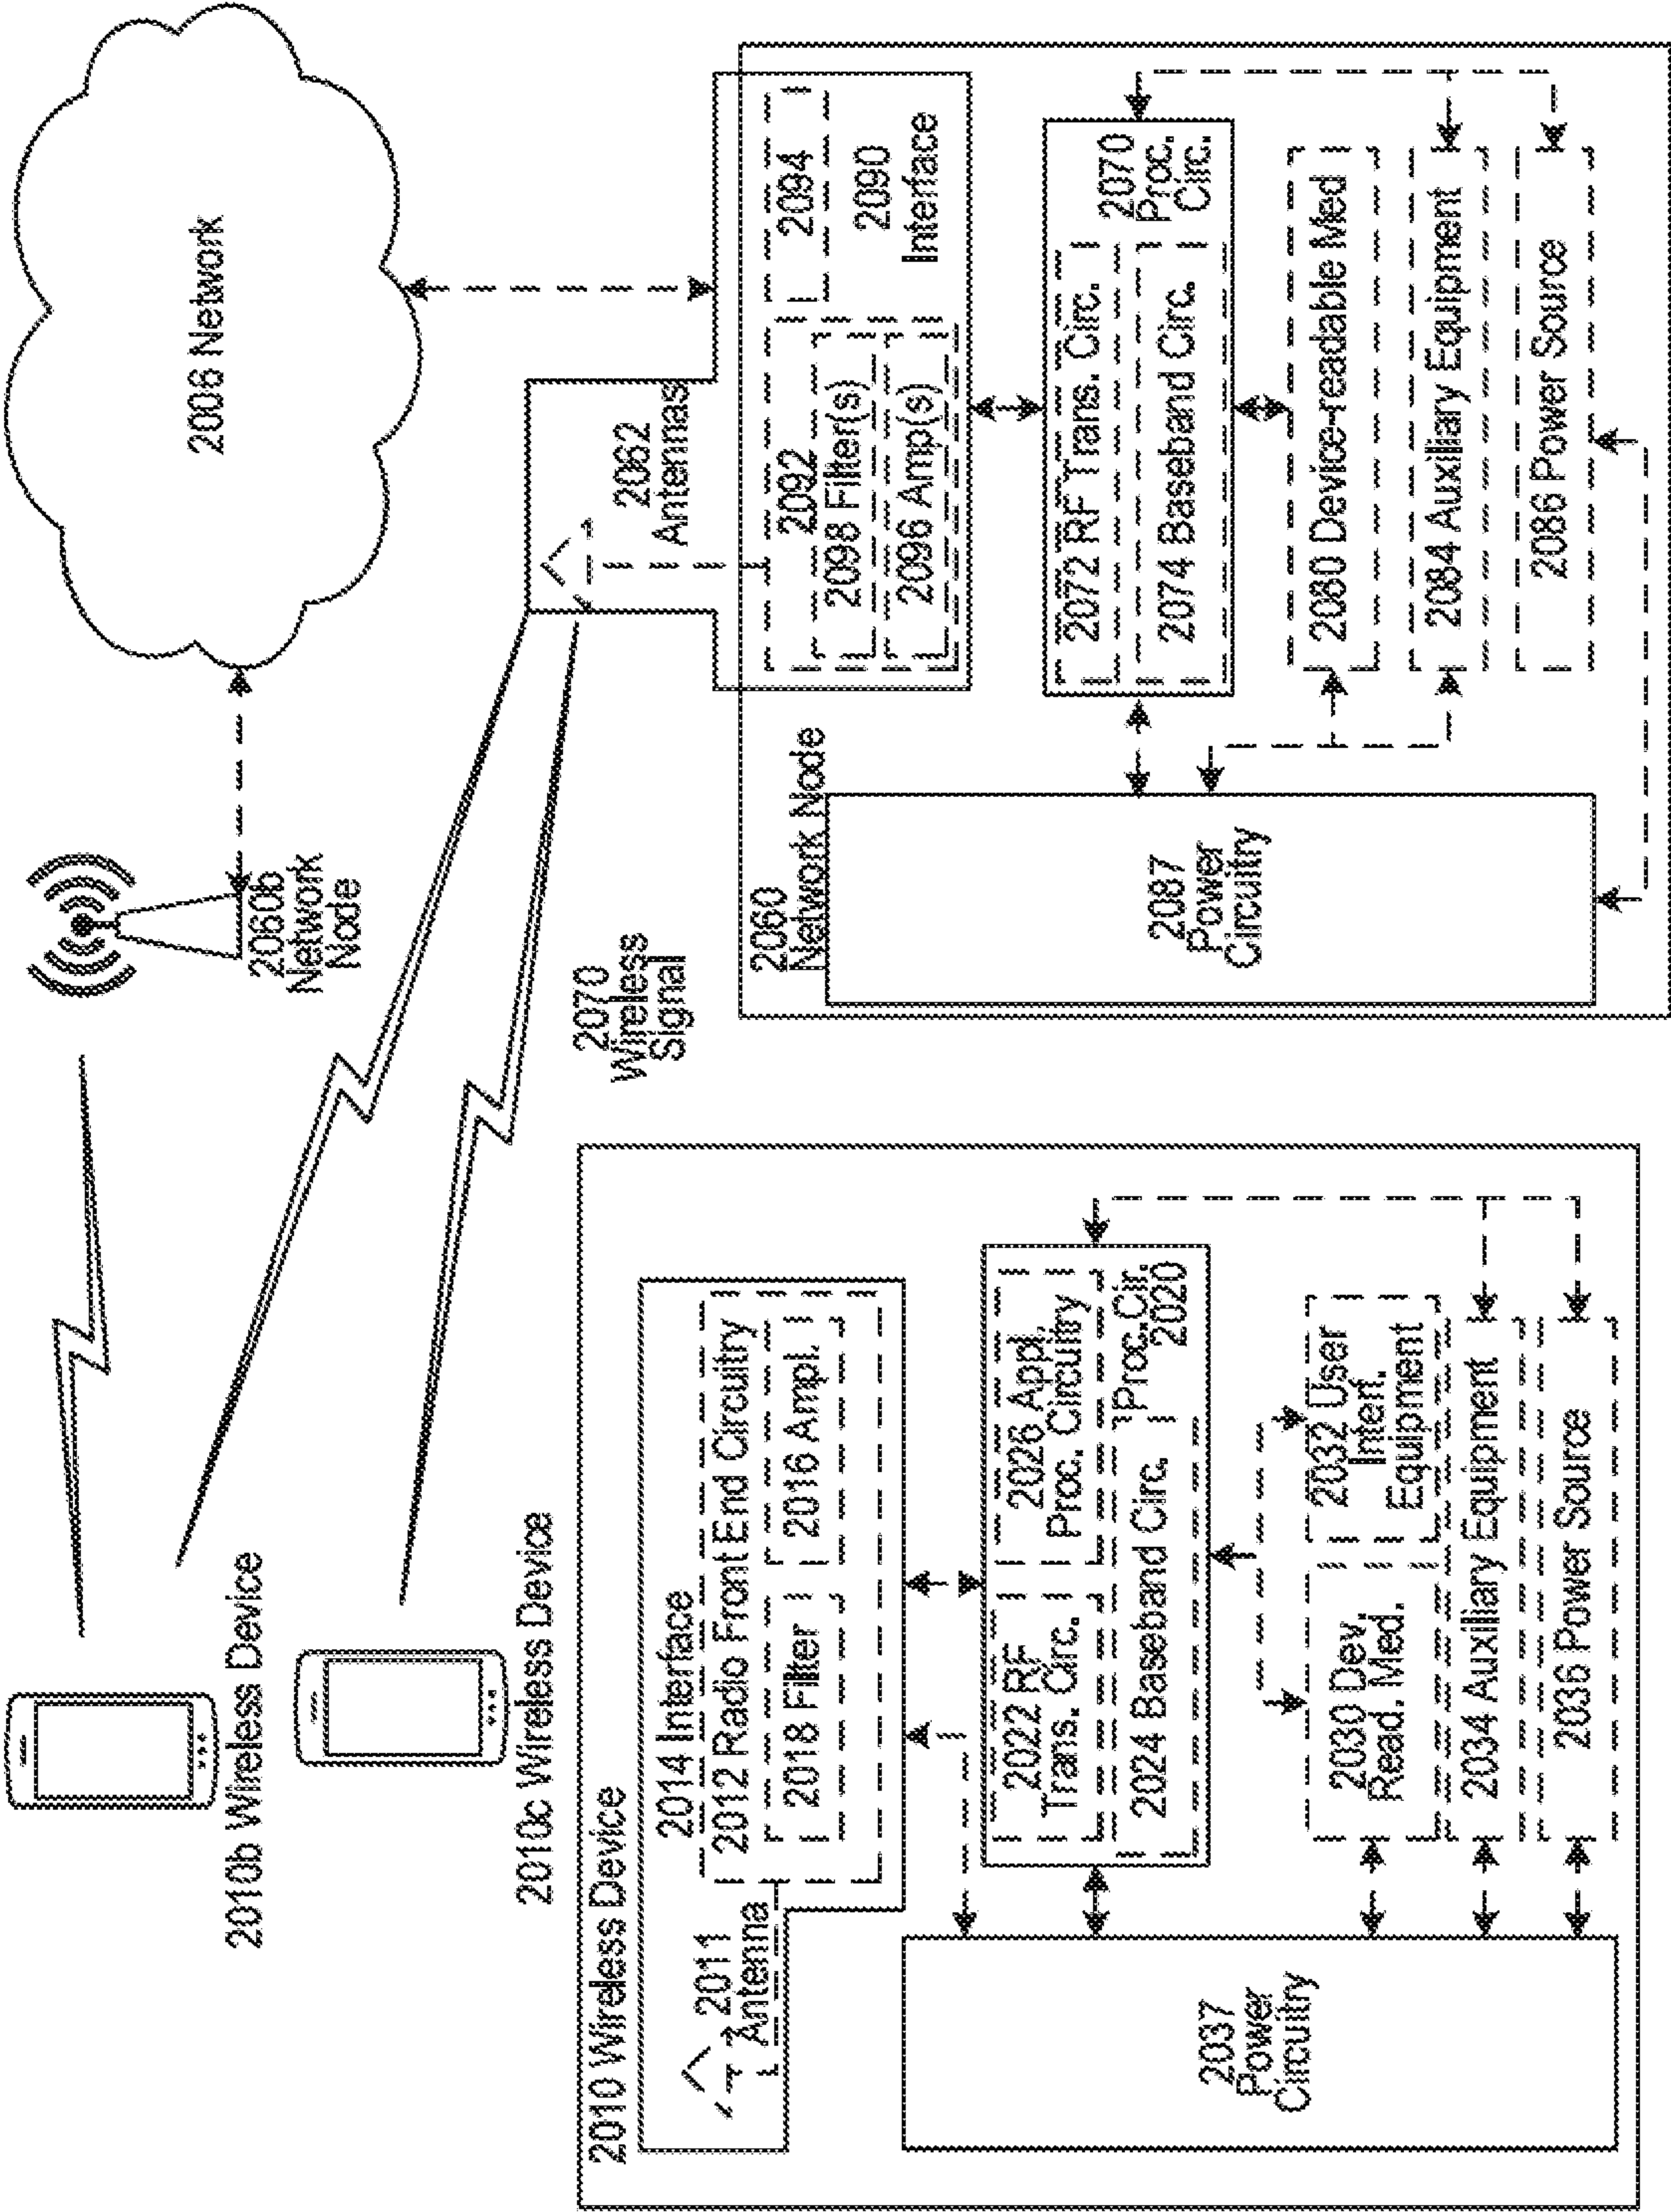 2006 Network
2060b
Network
Node
2010b Wireless Device
2010c Wireless Device
2070
Wireless
Signal
2010 Wireless Device
2011
Antenna
2014 Interface
2012 Radio Front End Circuitry
2018 Filter
2016 Ampl.
2022 RF
Trans. Circ.
2026 Appl.
Proc. Circuitry
2024 Baseband Circ.
Proc.Cir.
2020
2037
Power
Circuitry
2030 Dev.
Read. Med.
2032 User
Interf.
Equipment
2034 Auxiliary Equipment
2036 Power Source
2060
Network Node
2062
Antennas
2092
2098 Filter(s)
2096 Amp(s)
2094
2090
Interface
2072 RF Trans. Circ.
2074 Baseband Circ.
2070
Proc.
Circ.
2087
Power
Circuitry
2080 Device-readable Med
2084 Auxiliary Equipment
2086 Power Source